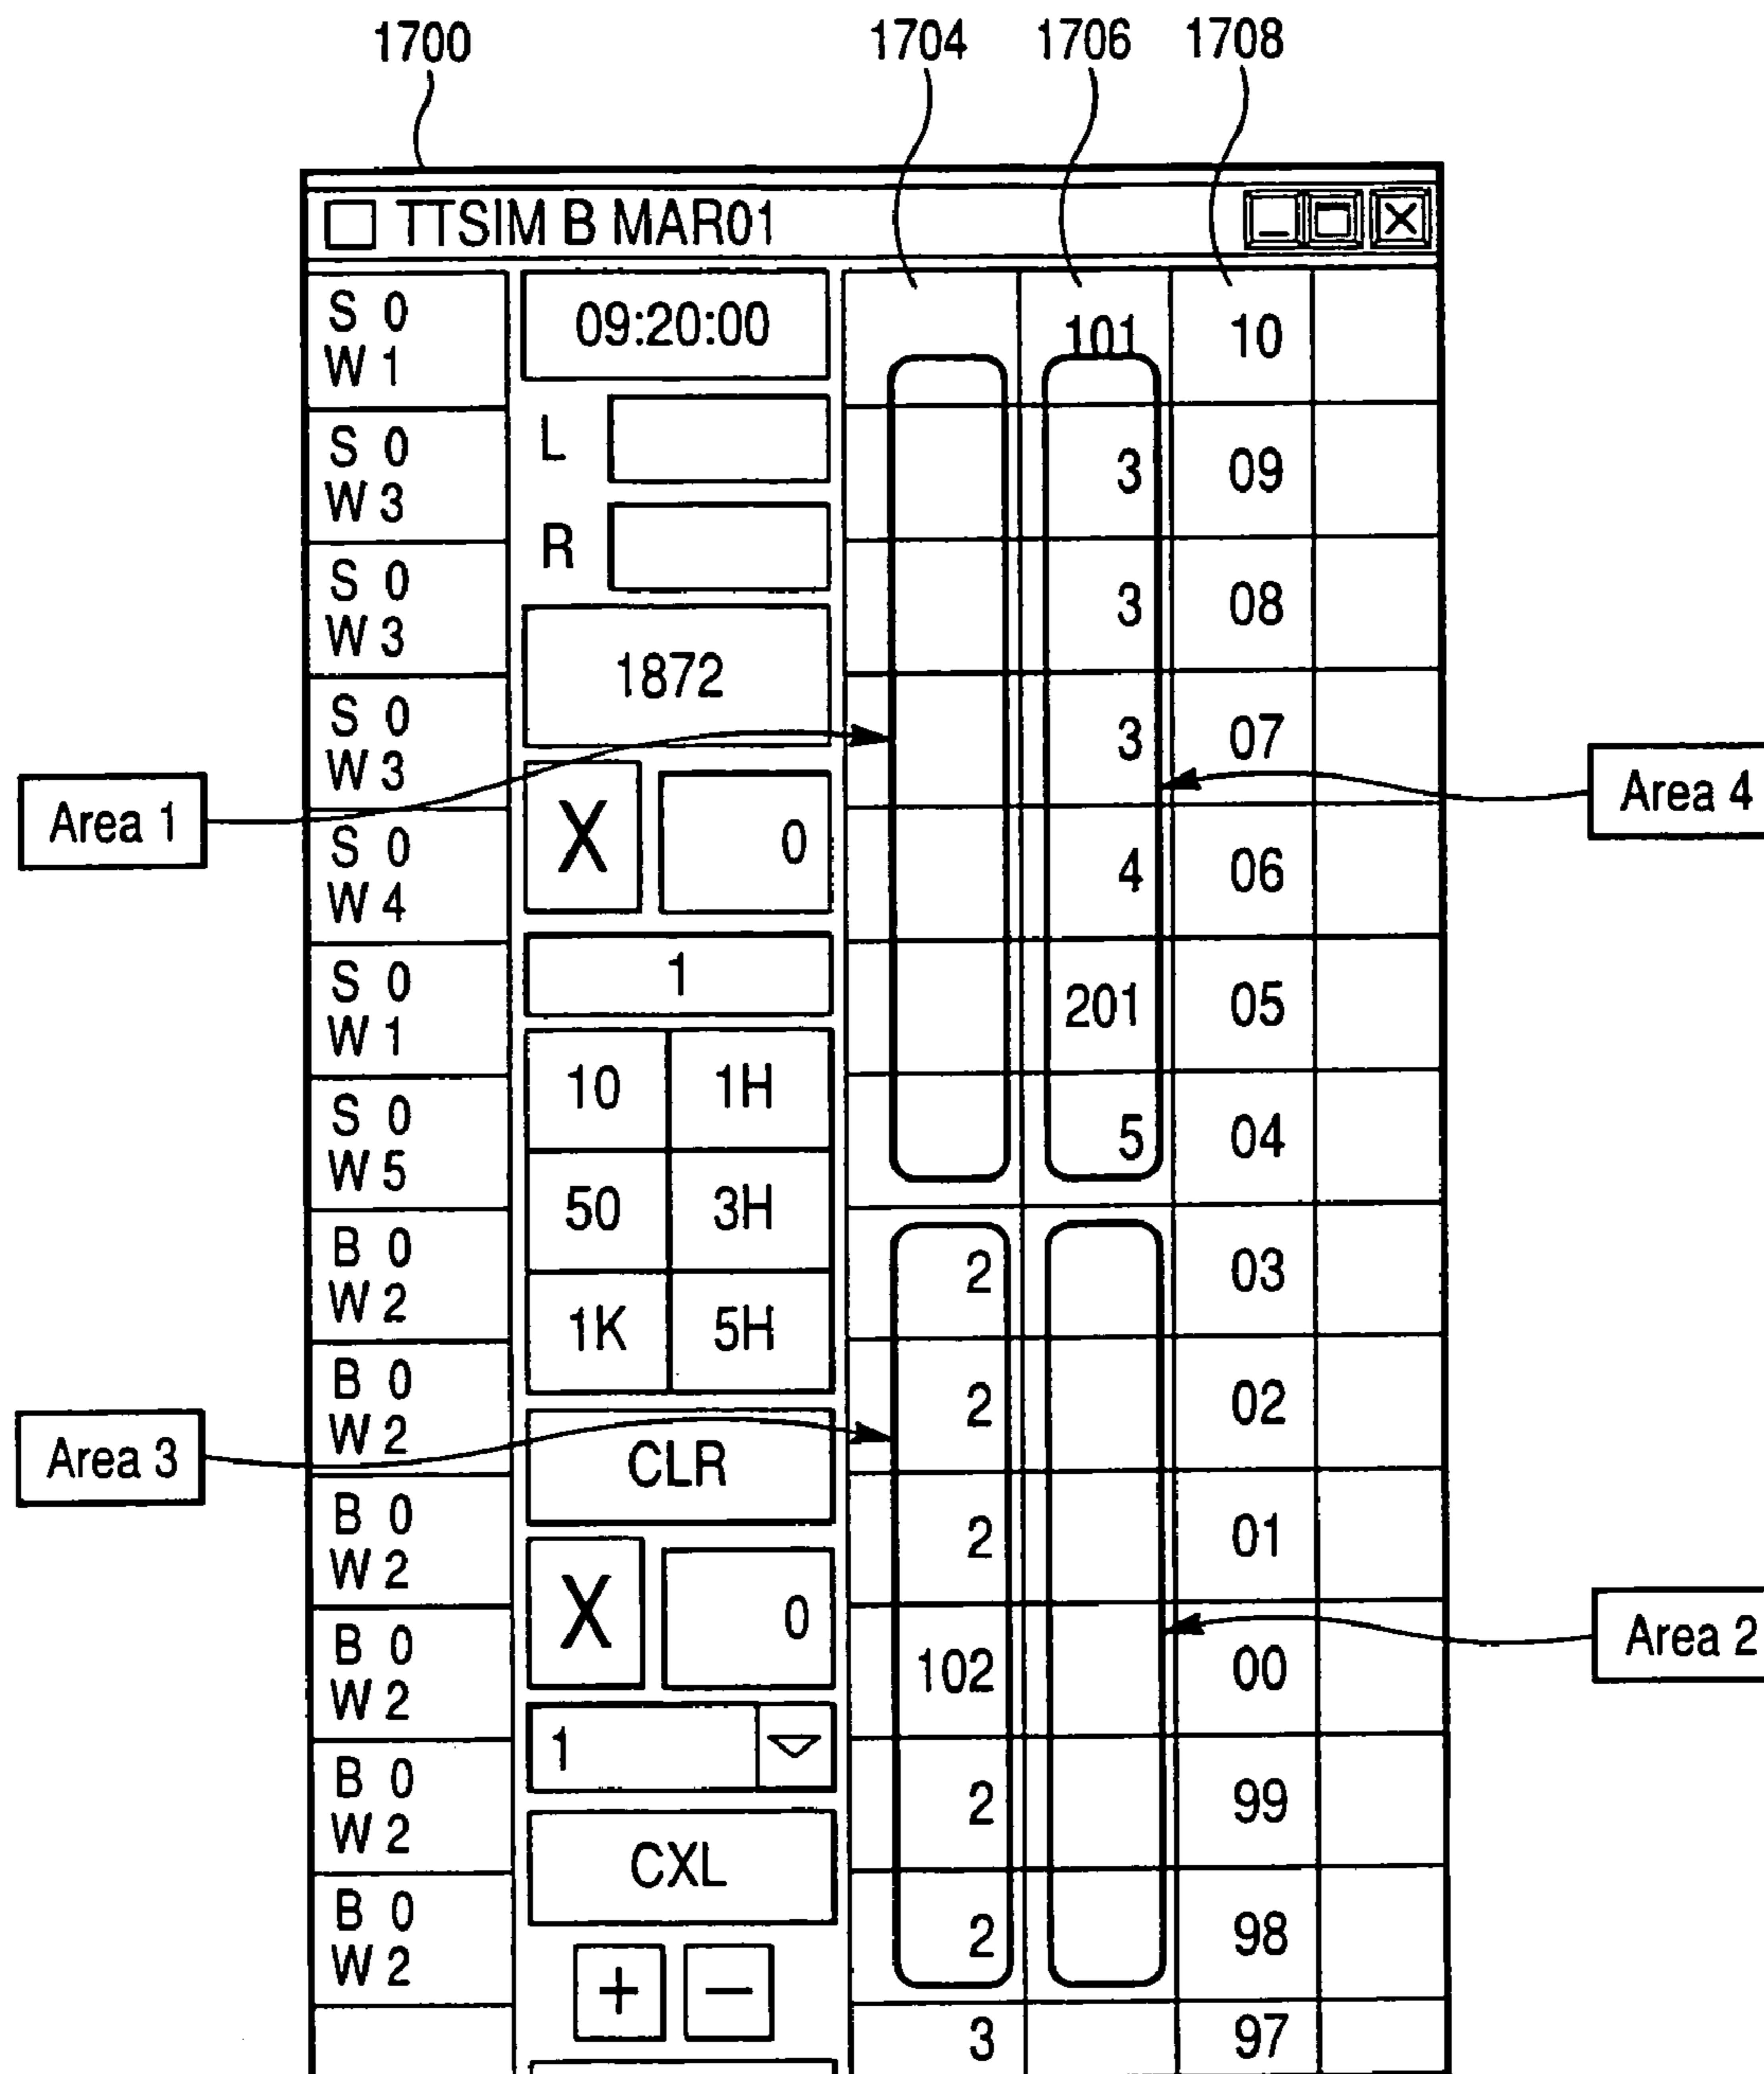 1700 1704 1706 1708
TTSIM B MAR01
S 0
W 1
S 0
W 3
S 0
W 3
S 0
W 3
S 0
W 4
S 0
W 1
S 0
W 5
B 0
W 2
B 0
W 2
B 0
W 2
B 0
W 2
B 0
W 2
B 0
W 2
09:20:00
L
R
1872
X 0
1
10 1H
50 3H
1K 5H
CLR
X 0
1
CXL
+ −
101 10
3 09
3 08
3 07
4 06
201 05
5 04
2 03
2 02
2 01
102 00
2 99
2 98
3 97
Area 1
Area 4
Area 3
Area 2